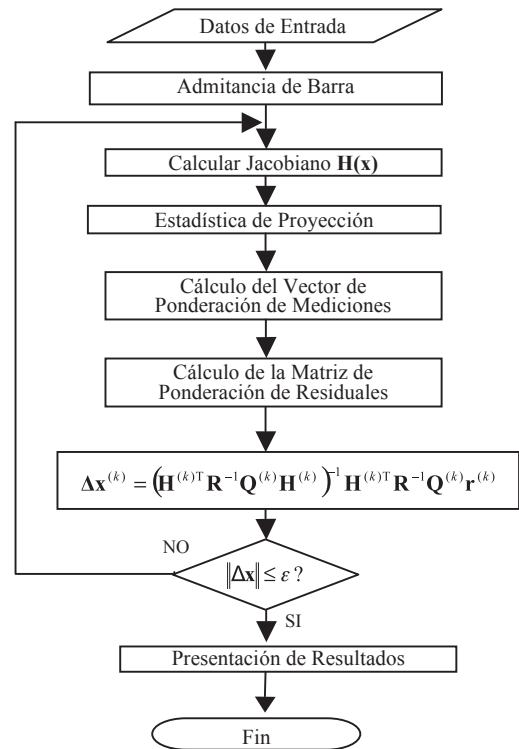 Datos de Entrada
Admitancia de Barra
Calcular Jacobiano H(x)
Estadística de Proyección
Cálculo del Vector de
Ponderación de Mediciones
Cálculo de la Matriz de
Ponderación de Residuales
Δx⁽ᵏ⁾ = (H⁽ᵏ⁾ᵀ R⁻¹ Q⁽ᵏ⁾ H⁽ᵏ⁾)⁻¹ H⁽ᵏ⁾ᵀ R⁻¹ Q⁽ᵏ⁾ r⁽ᵏ⁾
NO
‖Δx‖ ≤ ε ?
SI
Presentación de Resultados
Fin